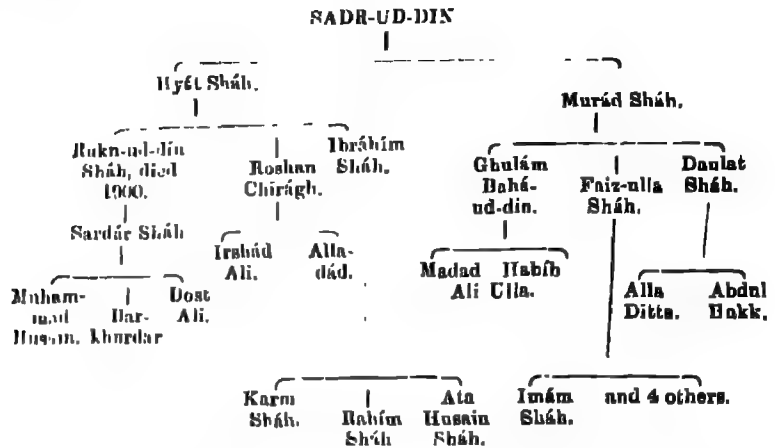 SADR-UD-DIN
Hyát Sháh.
Murád Sháh.
Rukn-ud-dín Sháh, died 1900.
Roshan Chirágh.
Ibráhím Sháh.
Ghulám Bahá-ud-din.
Faiz-ulla Sháh.
Daulat Sháh.
Sardár Sháh
Irshád Ali.
Alla-dád.
Madad Ali
Habíb Ulla.
Alla Ditta.
Abdul Hakk.
Muham-mad Husain.
Bar-khurdar
Dost Ali.
Karm Sháh.
Rahím Sháh
Ata Husain Sháh.
Imám Sháh.
and 4 others.